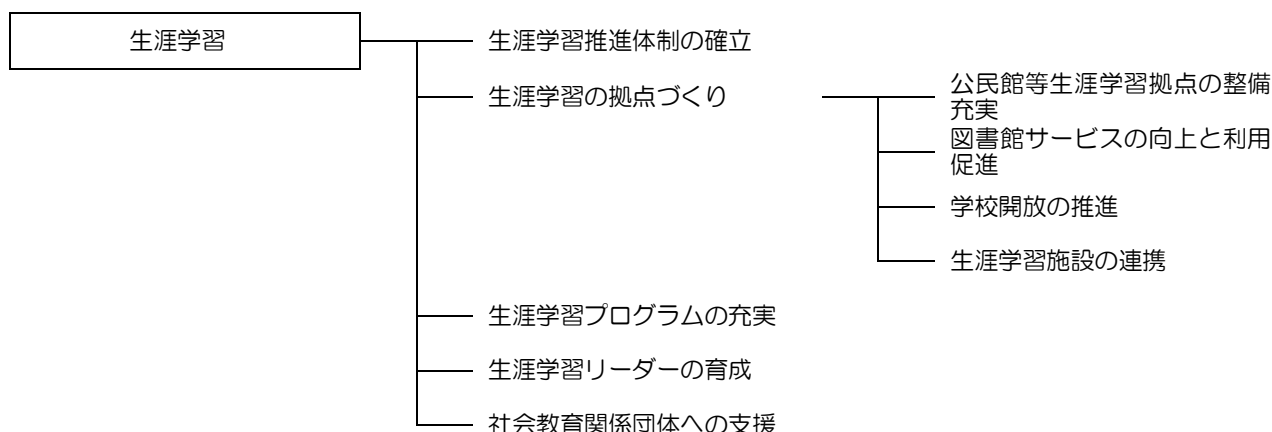 生涯学習
生涯学習推進体制の確立
生涯学習の拠点づくり
公民館等生涯学習拠点の整備
充実
図書館サービスの向上と利用
促進
学校開放の推進
生涯学習施設の連携
生涯学習プログラムの充実
生涯学習リーダーの育成
社会教育関係団体への支援